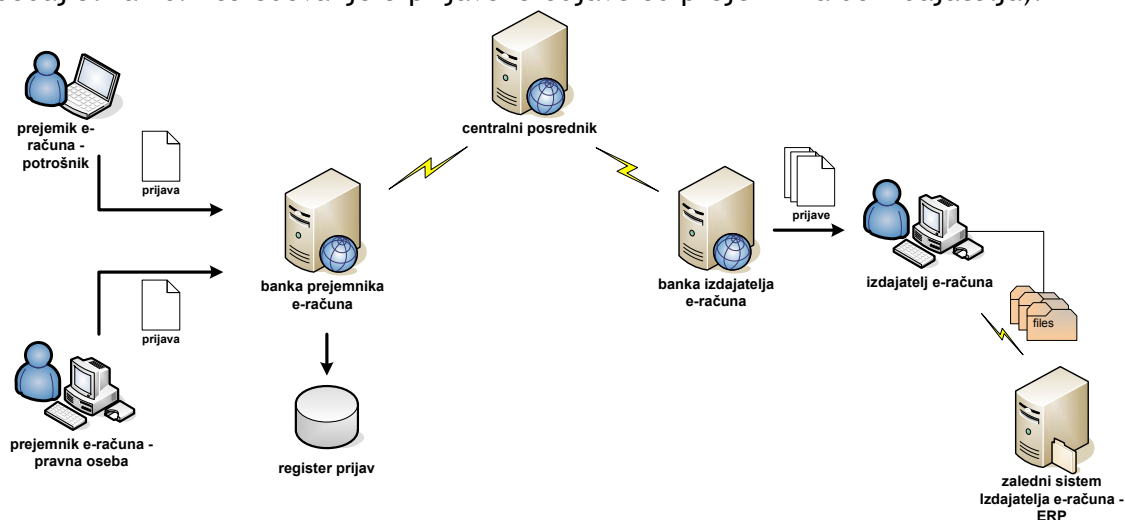 centralni posrednik
prejemik e-
računa -
potrošnik
prijava
prijave
banka prejemnika
e-računa
banka izdajatelja
e-računa
izdajatelj e-računa
files
prijava
prejemnik e-računa -
pravna oseba
register prijav
zaledni sistem
Izdajatelja e-računa -
ERP